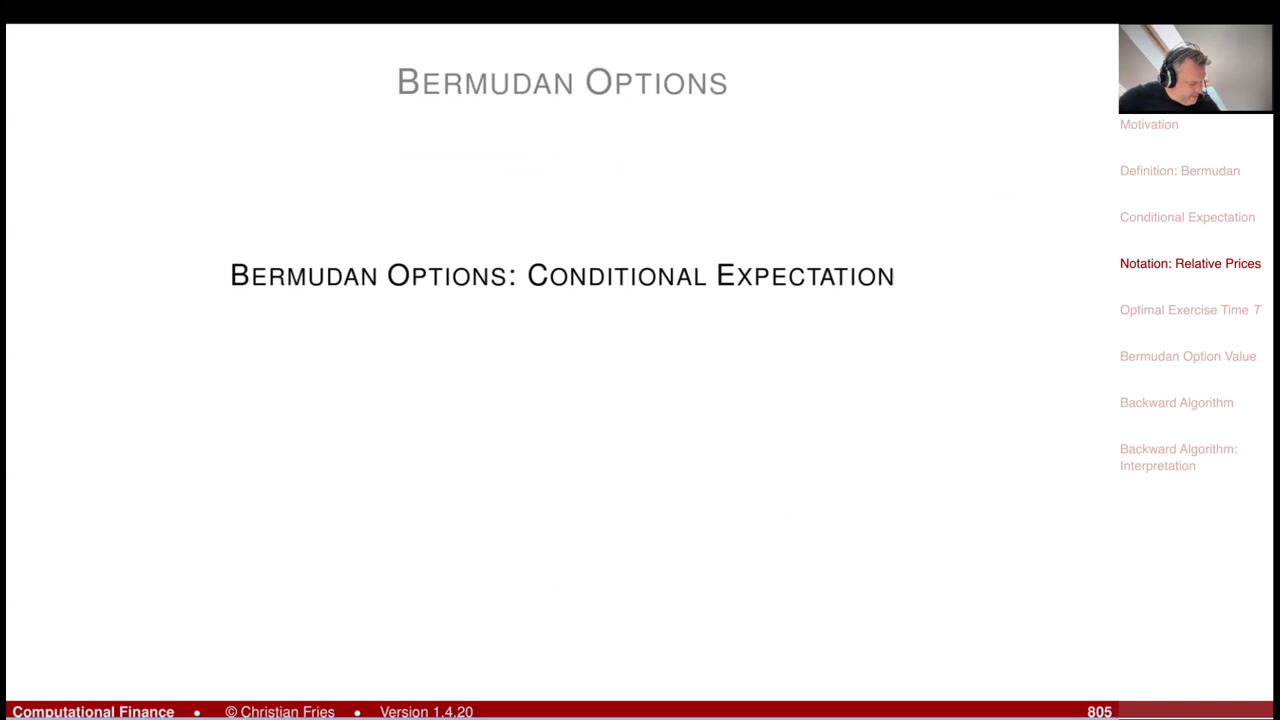 BERMUDAN OPTIONS
BERMUDAN OPTIONS: CONDITIONAL EXPECTATION
Motivation
Definition: Bermudan
Conditional Expectation
Notation: Relative Prices
Optimal Exercise Time T
Bermudan Option Value
Backward Algorithm
Backward Algorithm:
Interpretation
Computational Finance • © Christian Fries • Version 1.4.20 805